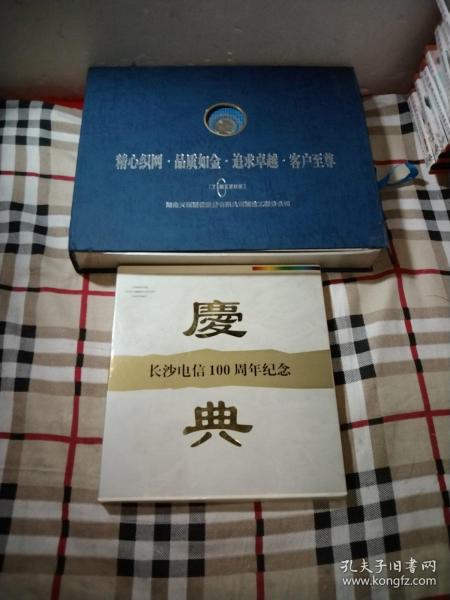 精心织网·品质如金·追求卓越·客户至尊
慶
长沙电信100周年纪念
典
孔夫子旧书网
www.kongfz.com